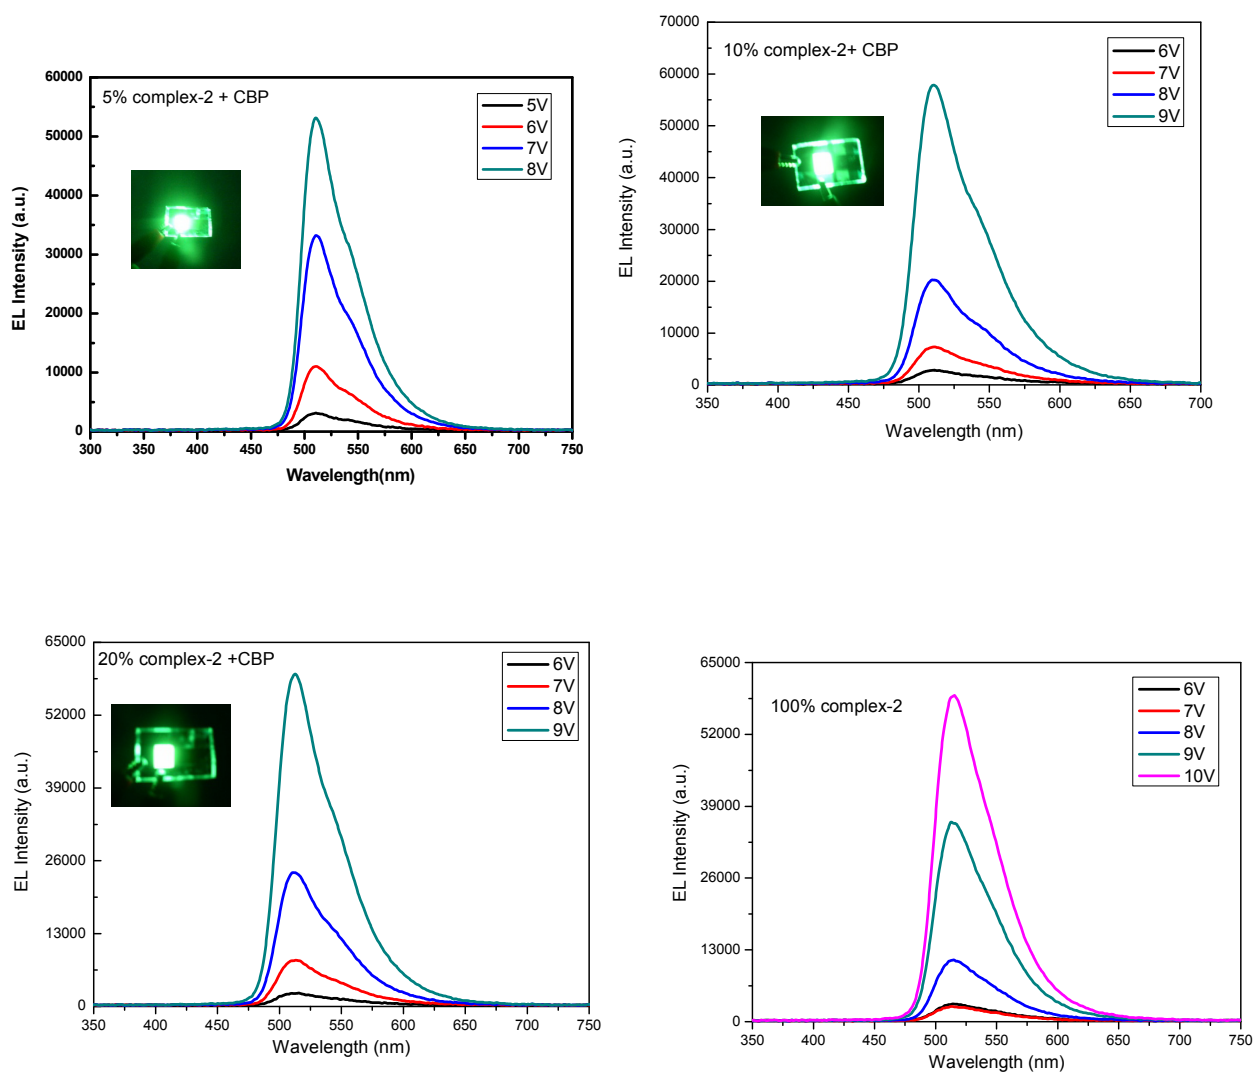 5% complex-2 + CBP
5V
6V
7V
8V
60000
50000
40000
30000
20000
10000
0
300 350 400 450 500 550 600 650 700 750
EL Intensity (a.u.)
Wavelength(nm)
10% complex-2+ CBP
6V
7V
8V
9V
70000
60000
50000
40000
30000
20000
10000
0
350 400 450 500 550 600 650 700
EL Intensity (a.u.)
Wavelength (nm)
20% complex-2 +CBP
6V
7V
8V
9V
65000
52000
39000
26000
13000
0
350 400 450 500 550 600 650 700 750
EL Intensity (a.u.)
Wavelength (nm)
100% complex-2
6V
7V
8V
9V
10V
65000
52000
39000
26000
13000
0
350 400 450 500 550 600 650 700 750
EL Intensity (a.u.)
Wavelength (nm)